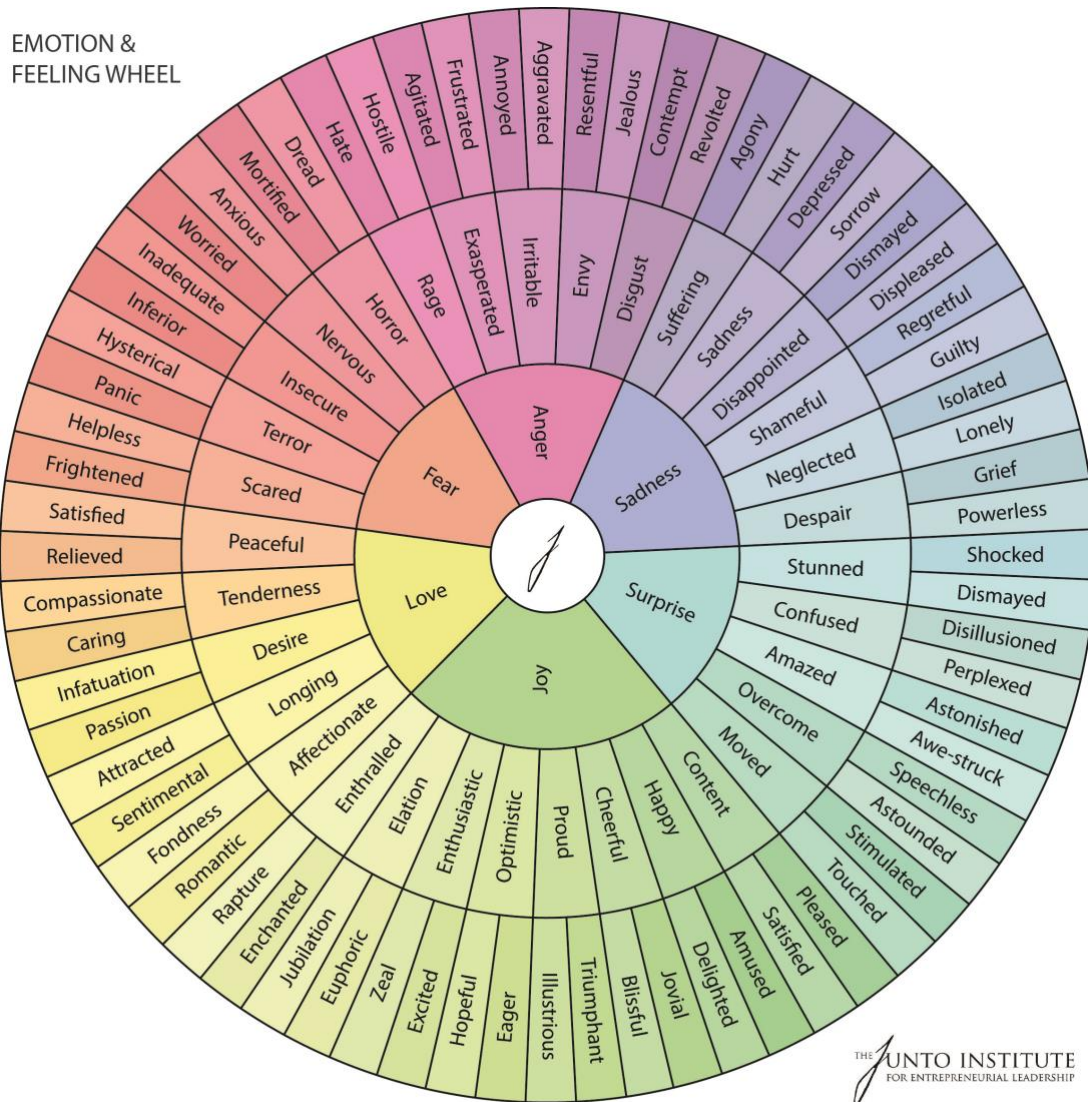 EMOTION &
FEELING WHEEL
Anger
Sadness
Surprise
Joy
Love
Fear
Rage
Exasperated
Irritable
Envy
Disgust
Suffering
Sadness
Disappointed
Shameful
Neglected
Despair
Stunned
Confused
Amazed
Overcome
Moved
Content
Happy
Cheerful
Proud
Optimistic
Enthusiastic
Elation
Enthralled
Affectionate
Longing
Desire
Tenderness
Peaceful
Scared
Terror
Insecure
Nervous
Horror
Hate
Hostile
Agitated
Frustrated
Annoyed
Aggravated
Resentful
Jealous
Contempt
Revolted
Agony
Hurt
Depressed
Sorrow
Dismayed
Displeased
Regretful
Guilty
Isolated
Lonely
Grief
Powerless
Shocked
Dismayed
Disillusioned
Perplexed
Astonished
Awe-struck
Speechless
Astounded
Stimulated
Touched
Pleased
Satisfied
Amused
Delighted
Jovial
Blissful
Triumphant
Illustrious
Eager
Hopeful
Excited
Zeal
Euphoric
Jubilation
Enchanted
Rapture
Romantic
Fondness
Sentimental
Attracted
Passion
Infatuation
Caring
Compassionate
Relieved
Satisfied
Frightened
Helpless
Panic
Hysterical
Inferior
Inadequate
Worried
Anxious
Mortified
Dread
THE JUNTO INSTITUTE
FOR ENTREPRENEURIAL LEADERSHIP